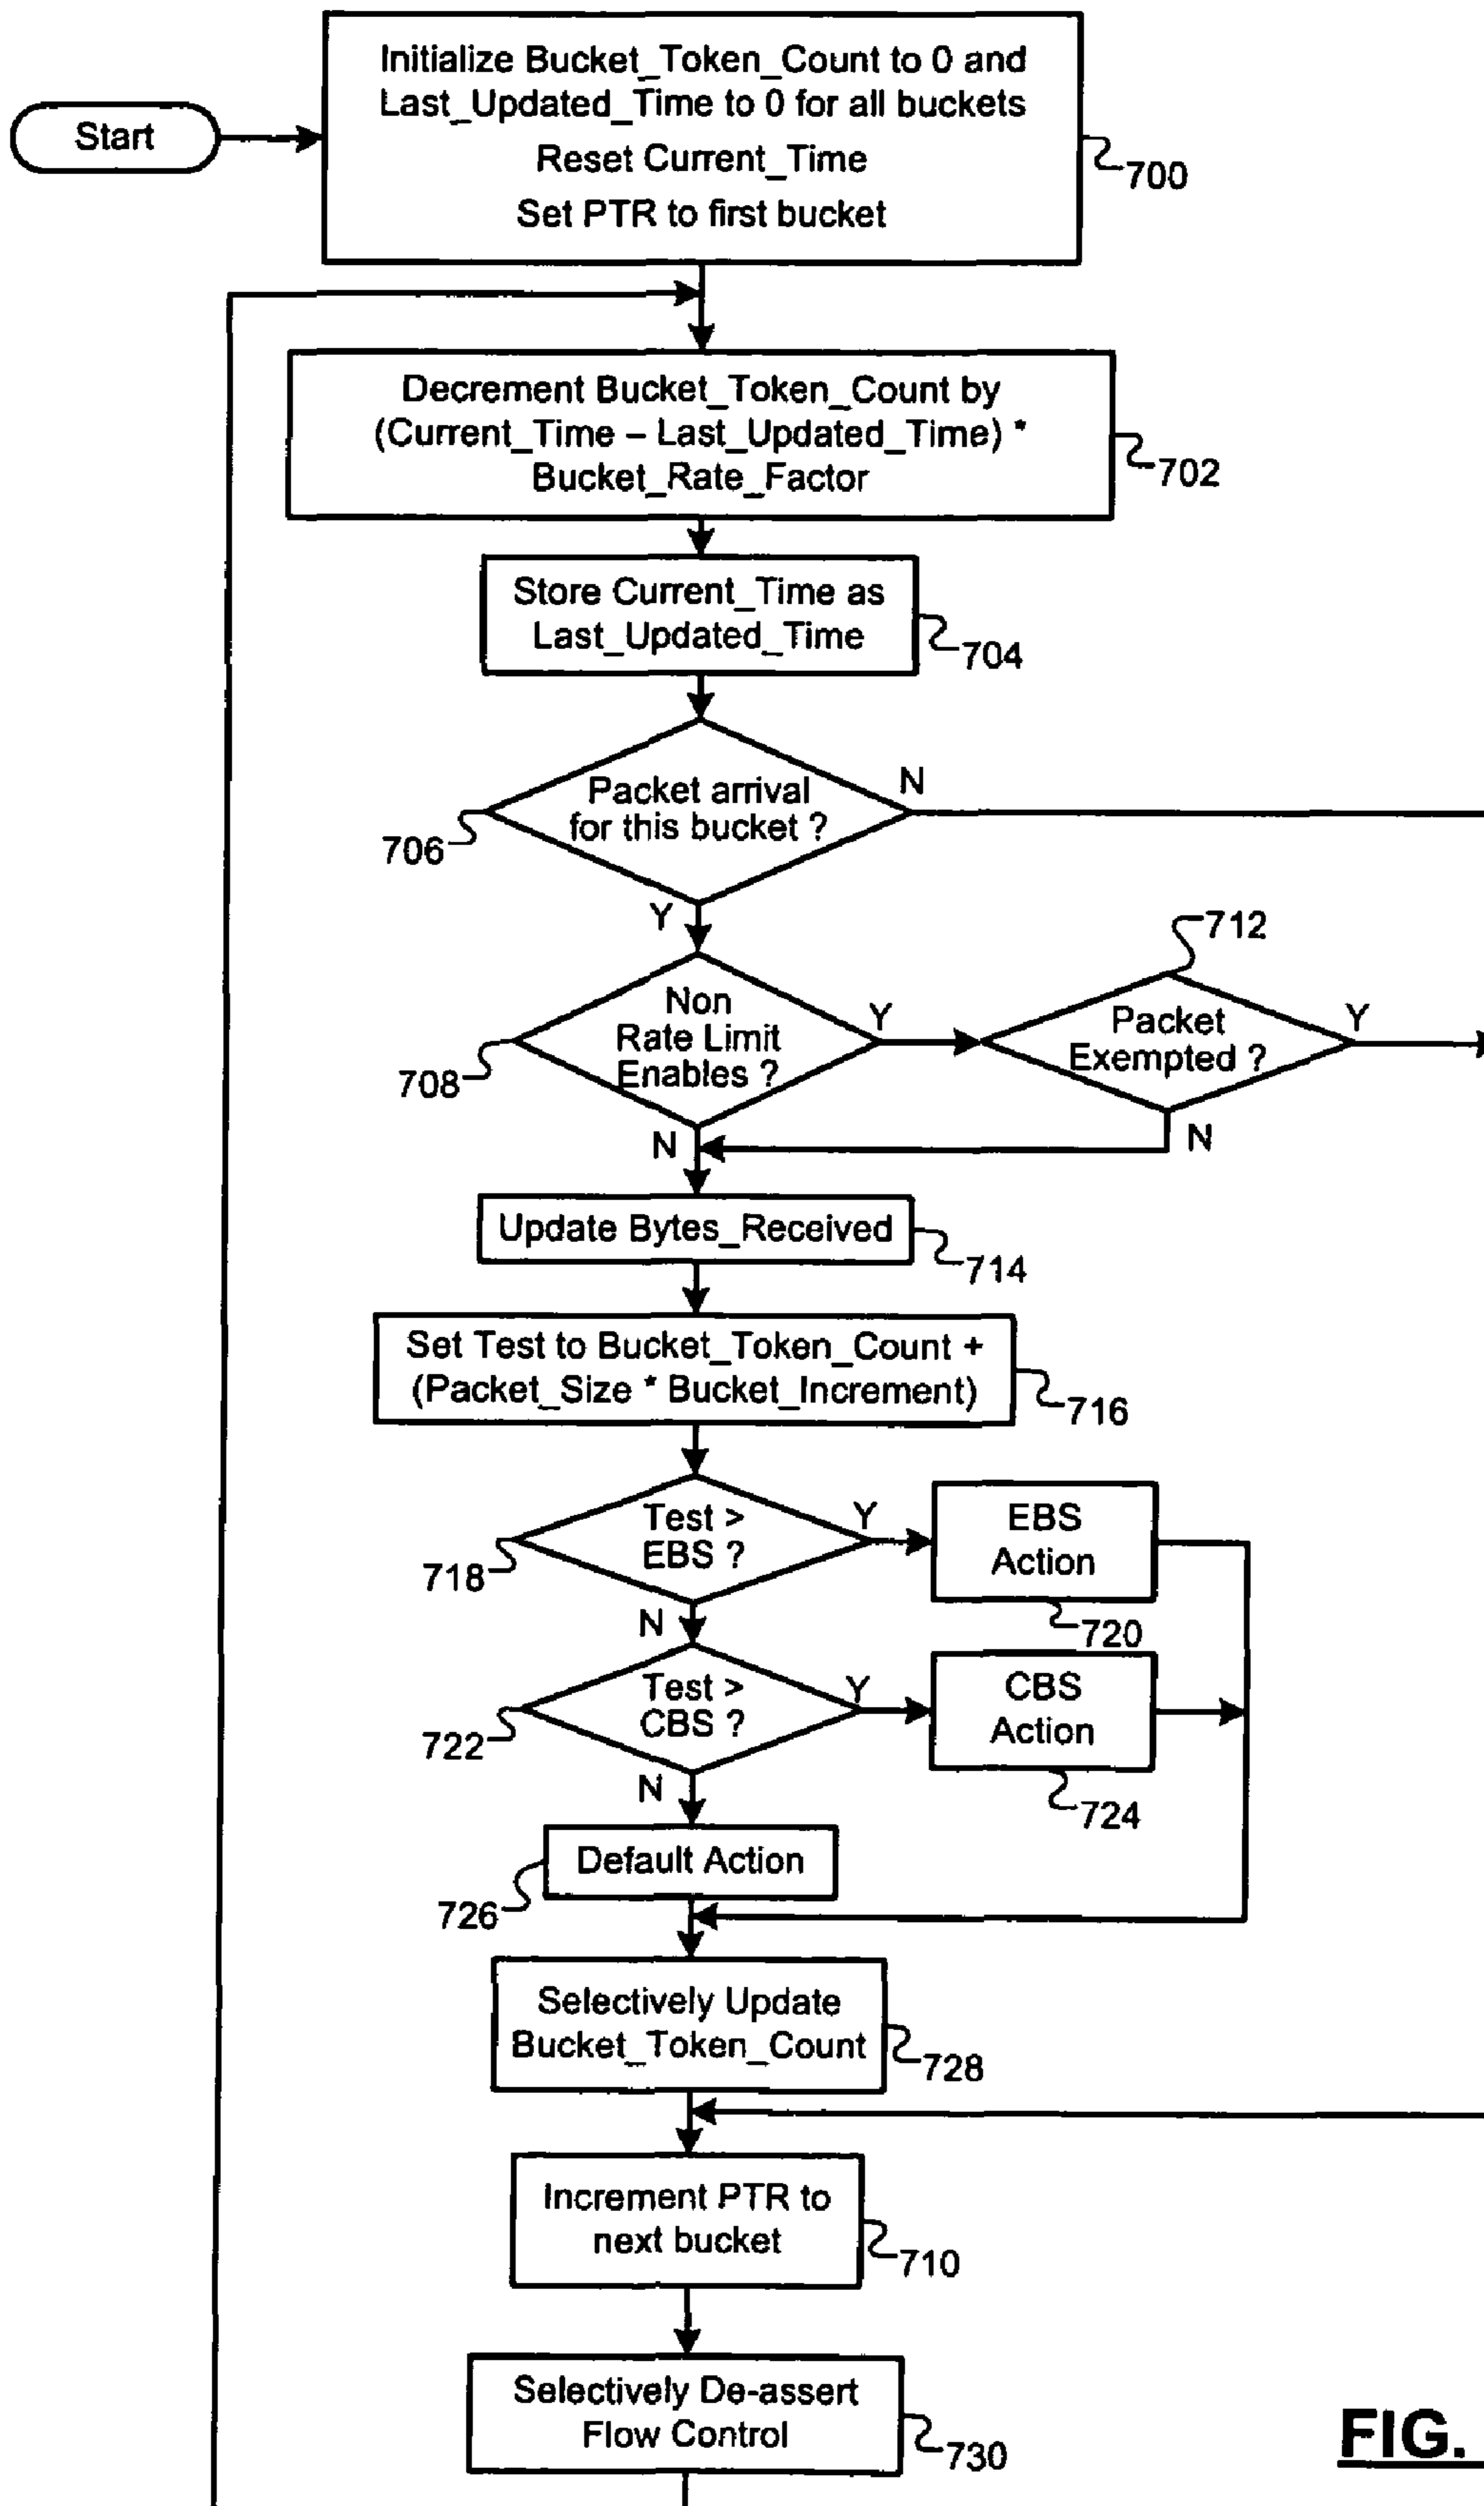 Initialize Bucket_Token_Count to 0 and
Last_Updated_Time to 0 for all buckets
Reset Current_Time
Set PTR to first bucket
Start
700
Decrement Bucket_Token_Count by
(Current_Time – Last_Updated_Time) *
Bucket_Rate_Factor
702
Store Current_Time as
Last_Updated_Time
704
Packet arrival
for this bucket ?
N
706
Y
712
Non
Rate Limit
Enables ?
Y
Packet
Exempted ?
Y
708
N
N
Update Bytes_Received
714
Set Test to Bucket_Token_Count +
(Packet_Size * Bucket_Increment)
716
Test >
EBS ?
Y
EBS
Action
718
720
N
Test >
CBS ?
Y
CBS
Action
722
724
N
Default Action
726
Selectively Update
Bucket_Token_Count
728
Increment PTR to
next bucket
710
Selectively De-assert
Flow Control
730
FIG.